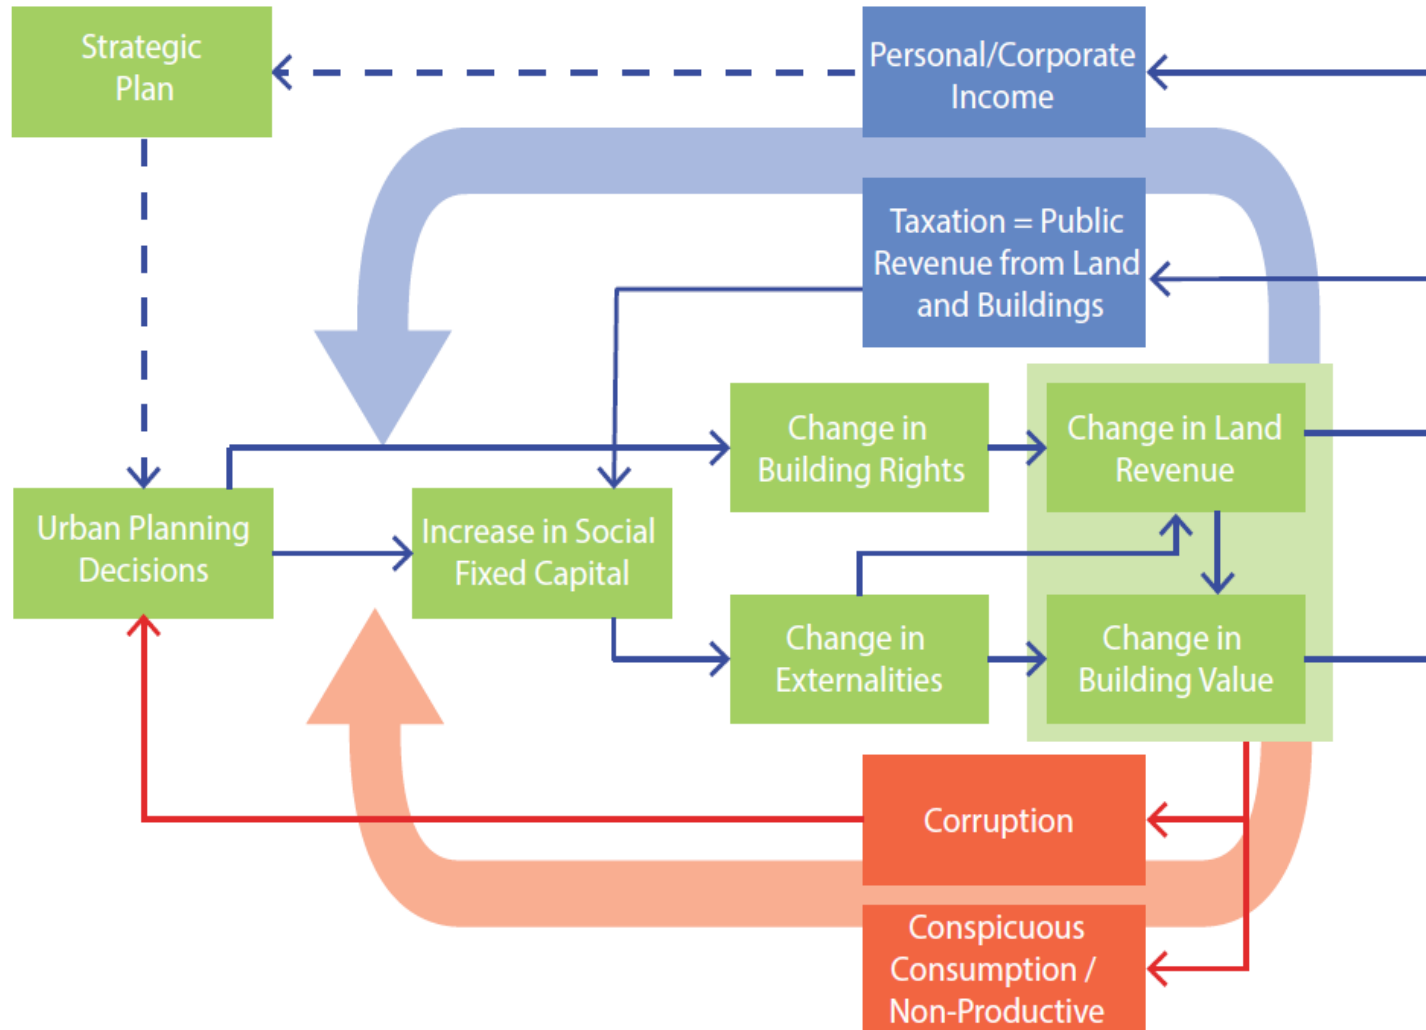 Strategic
Plan
Personal/Corporate
Income
Taxation = Public
Revenue from Land
and Buildings
Change in
Building Rights
Change in Land
Revenue
Urban Planning
Decisions
Increase in Social
Fixed Capital
Change in
Externalities
Change in
Building Value
Corruption
Conspicuous
Consumption /
Non-Productive